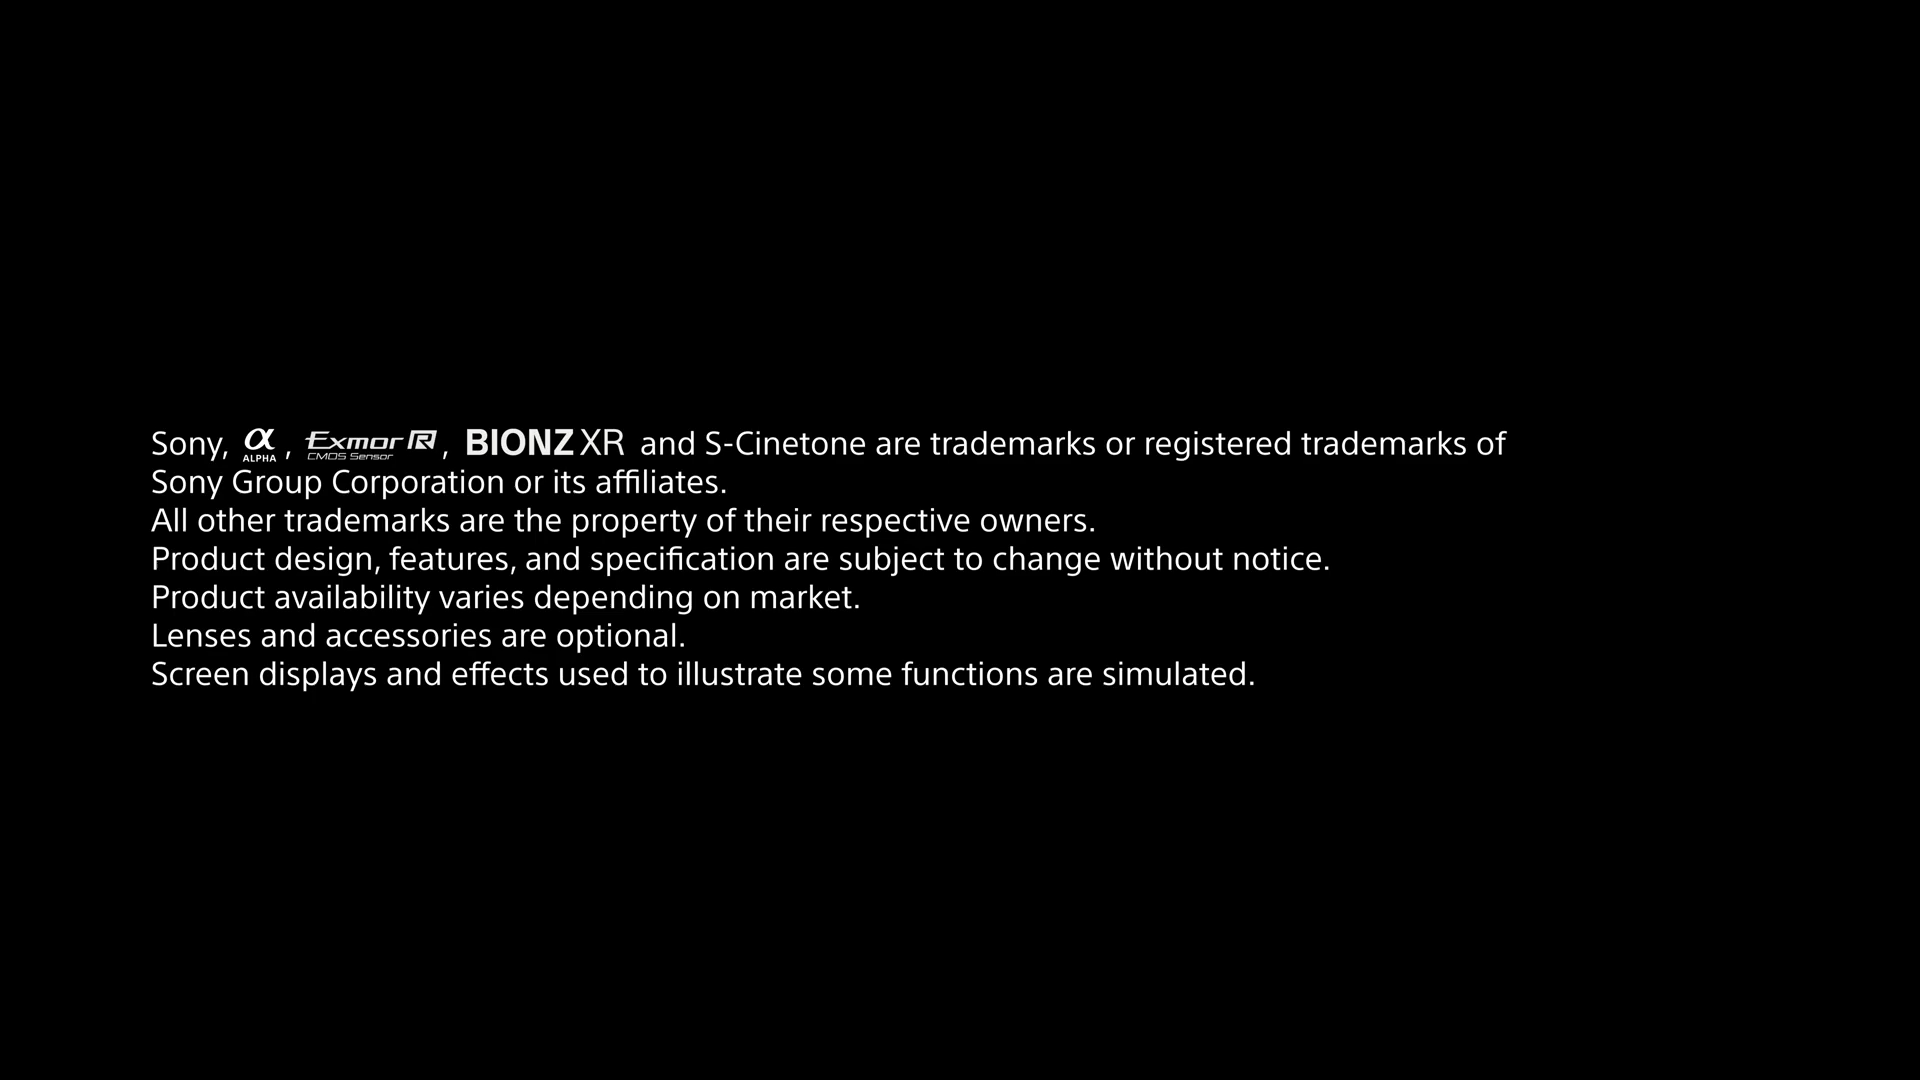 Sony, α ALPHA, Exmor R CMOS Sensor, BIONZ XR and S-Cinetone are trademarks or registered trademarks of
Sony Group Corporation or its affiliates.
All other trademarks are the property of their respective owners.
Product design, features, and specification are subject to change without notice.
Product availability varies depending on market.
Lenses and accessories are optional.
Screen displays and effects used to illustrate some functions are simulated.